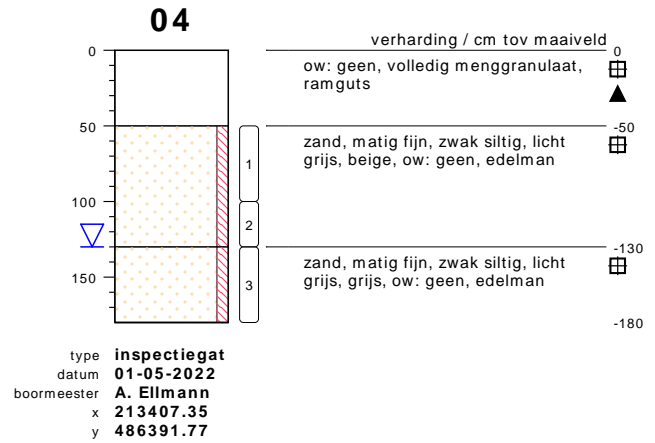 04
verharding / cm tov maaiveld
0
0
ow: geen, volledig menggranulaat,
ramguts
50
-50
zand, matig fijn, zwak siltig, licht
grijs, beige, ow: geen, edelman
1
100
2
-130
zand, matig fijn, zwak siltig, licht
grijs, grijs, ow: geen, edelman
150
3
-180
type inspectiegat
datum 01-05-2022
boormeester A. Ellmann
x 213407.35
y 486391.77